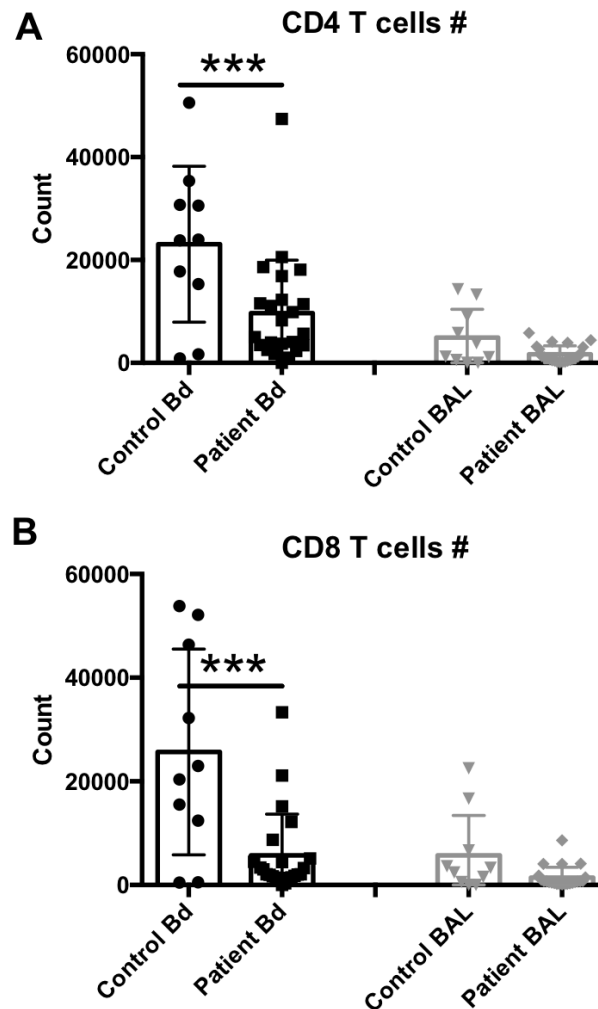 A
CD4 T cells #
60000
***
40000
Count
20000
0
Control Bd
Patient Bd
Control BAL
Patient BAL
B
CD8 T cells #
60000
40000
***
Count
20000
0
Control Bd
Patient Bd
Control BAL
Patient BAL